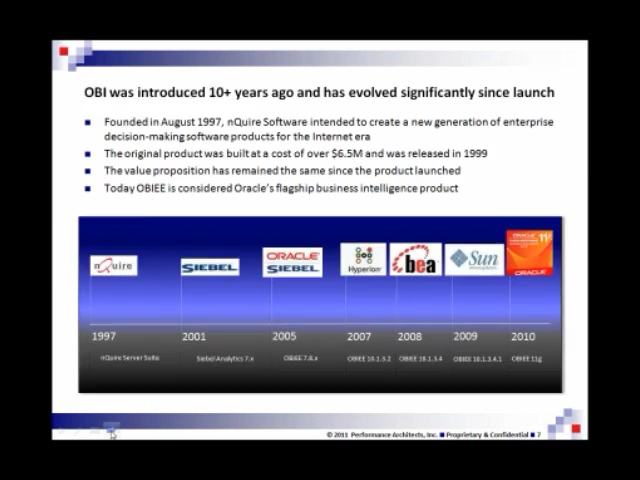 OBI was introduced 10+ years ago and has evolved significantly since launch
Founded in August 1997, nQuire Software intended to create a new generation of enterprise
decision-making software products for the Internet era
The original product was built at a cost of over $6.5M and was released in 1999
The value proposition has remained the same since the product launched
Today OBIEE is considered Oracle's flagship business intelligence product
nQuire
SIEBEL
ORACLE
SIEBEL
Hyperion
bea
Sun
ORACLE
11g
ORACLE
1997
2001
2005
2007
2008
2009
2010
nQuire Server Suite
Siebel Analytics 7.x
OBIEE 7.8.x
OBIEE 10.1.3.2
OBIEE 10.1.3.4
OBIEE 10.1.3.4.1
OBIEE 11g
© 2011 Performance Architects, Inc. ■ Proprietary & Confidential ■ 7